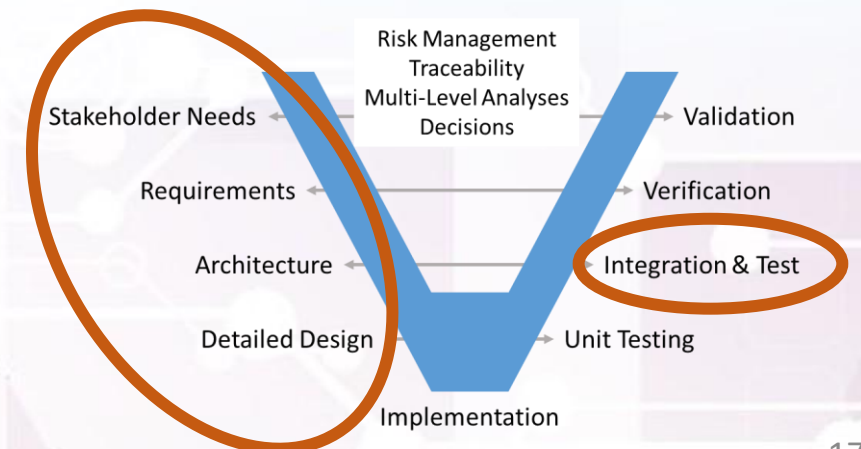 Risk Management
Traceability
Multi-Level Analyses
Decisions
Stakeholder Needs
Validation
Requirements
Verification
Architecture
Integration & Test
Detailed Design
Unit Testing
Implementation
17